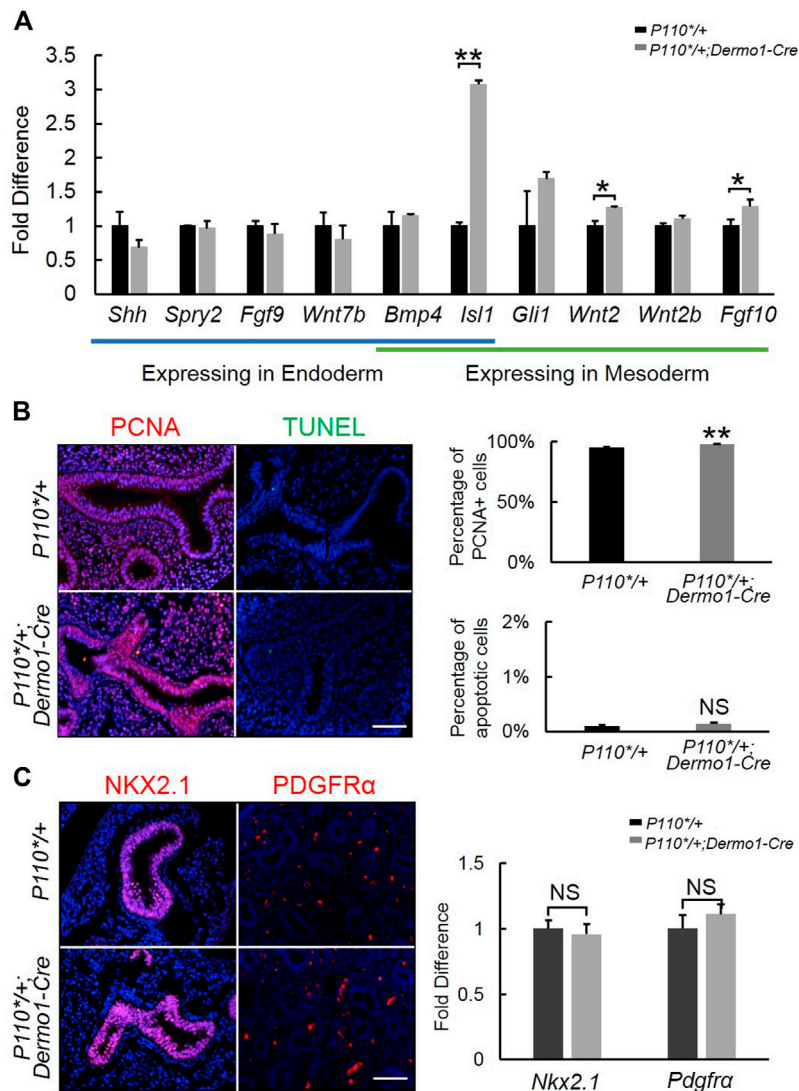 A
P110*/+
P110*/+;Dermo1-Cre
Fold Difference
3.5
3
2.5
2
1.5
1
0.5
0
**
*
*
Shh Spry2 Fgf9 Wnt7b Bmp4 Isl1 Gli1 Wnt2 Wnt2b Fgf10
Expressing in Endoderm Expressing in Mesoderm
B
PCNA TUNEL
P110*/+
P110*/+;
Dermo1-Cre
Percentage of
PCNA+ cells
100%
50%
0%
**
P110*/+ P110*/+;
Dermo1-Cre
Percentage of
apoptotic cells
2%
1%
0%
NS
P110*/+ P110*/+;
Dermo1-Cre
C
NKX2.1 PDGFRα
P110*/+
P110*/+;
Dermo1-Cre
P110*/+
P110*/+;Dermo1-Cre
Fold Difference
1.5
1
0.5
0
NS NS
Nkx2.1 Pdgfrα